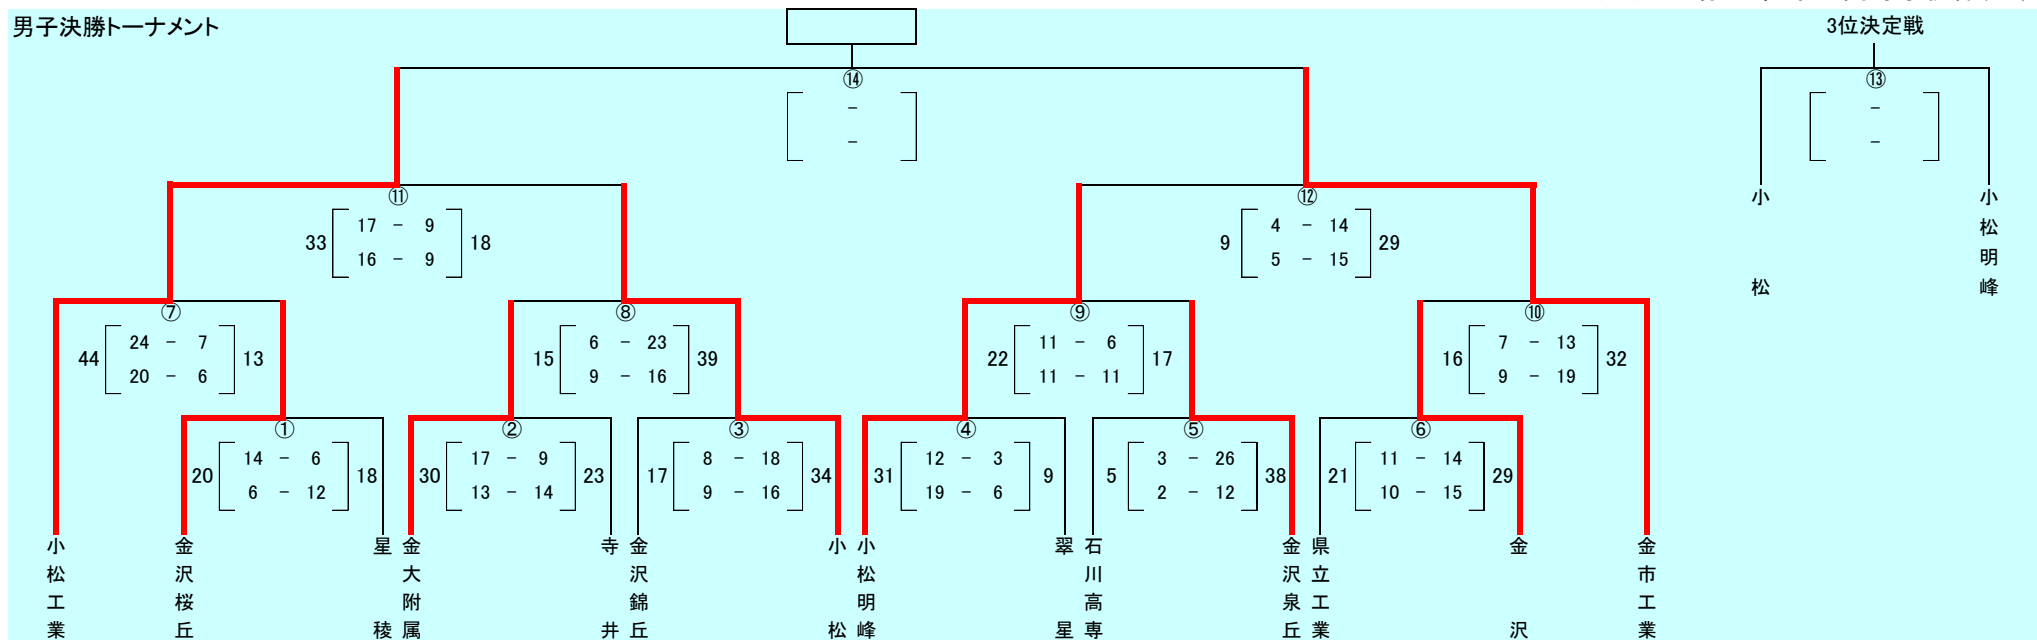 男子決勝トーナメント
3位決定戦
⑭
-
-
⑬
-
-
小松
小松明峰
⑪
33 17 - 9 18
16 - 9
⑫
9 4 - 14 29
5 - 15
⑦
44 24 - 7 13
20 - 6
⑧
15 6 - 23 39
9 - 16
⑨
22 11 - 6 17
11 - 11
⑩
16 7 - 13 32
9 - 19
①
20 14 - 6 18
6 - 12
②
30 17 - 9 23
13 - 14
③
17 8 - 18 34
9 - 16
④
31 12 - 3 9
19 - 6
⑤
5 3 - 26 38
2 - 12
⑥
21 11 - 14 29
10 - 15
小松工業
金沢桜丘
星稜
金大附属
寺井
金沢錦丘
小松
小松明峰
翠星
石川高専
金沢泉丘
県立工業
金沢
金市工業